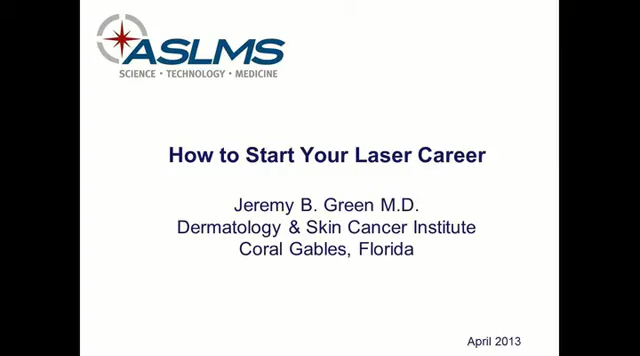 ASLMS
SCIENCE • TECHNOLOGY • MEDICINE
How to Start Your Laser Career
Jeremy B. Green M.D.
Dermatology & Skin Cancer Institute
Coral Gables, Florida
April 2013